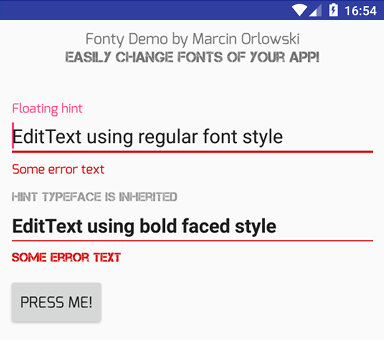 16:54
Fonty Demo by Marcin Orlowski
EASILY CHANGE FONTS OF YOUR APP!
Floating hint
EditText using regular font style
Some error text
HINT TYPEFACE IS INHERITED
EditText using bold faced style
SOME ERROR TEXT
PRESS ME!